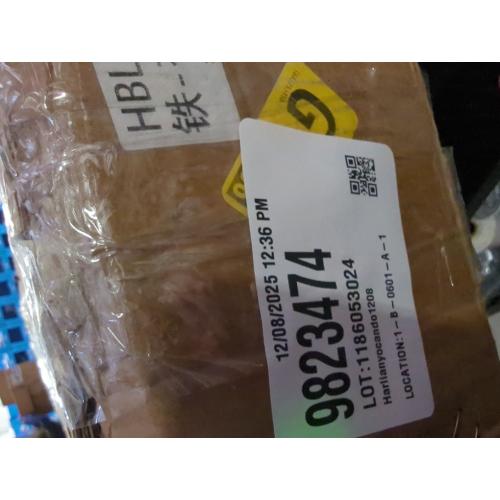 HBL
铁
G
12/08/2025 12:36 PM
9823474
LOT:1186053024
Harlianyocando1208
LOCATION:1-B-0601-A-1